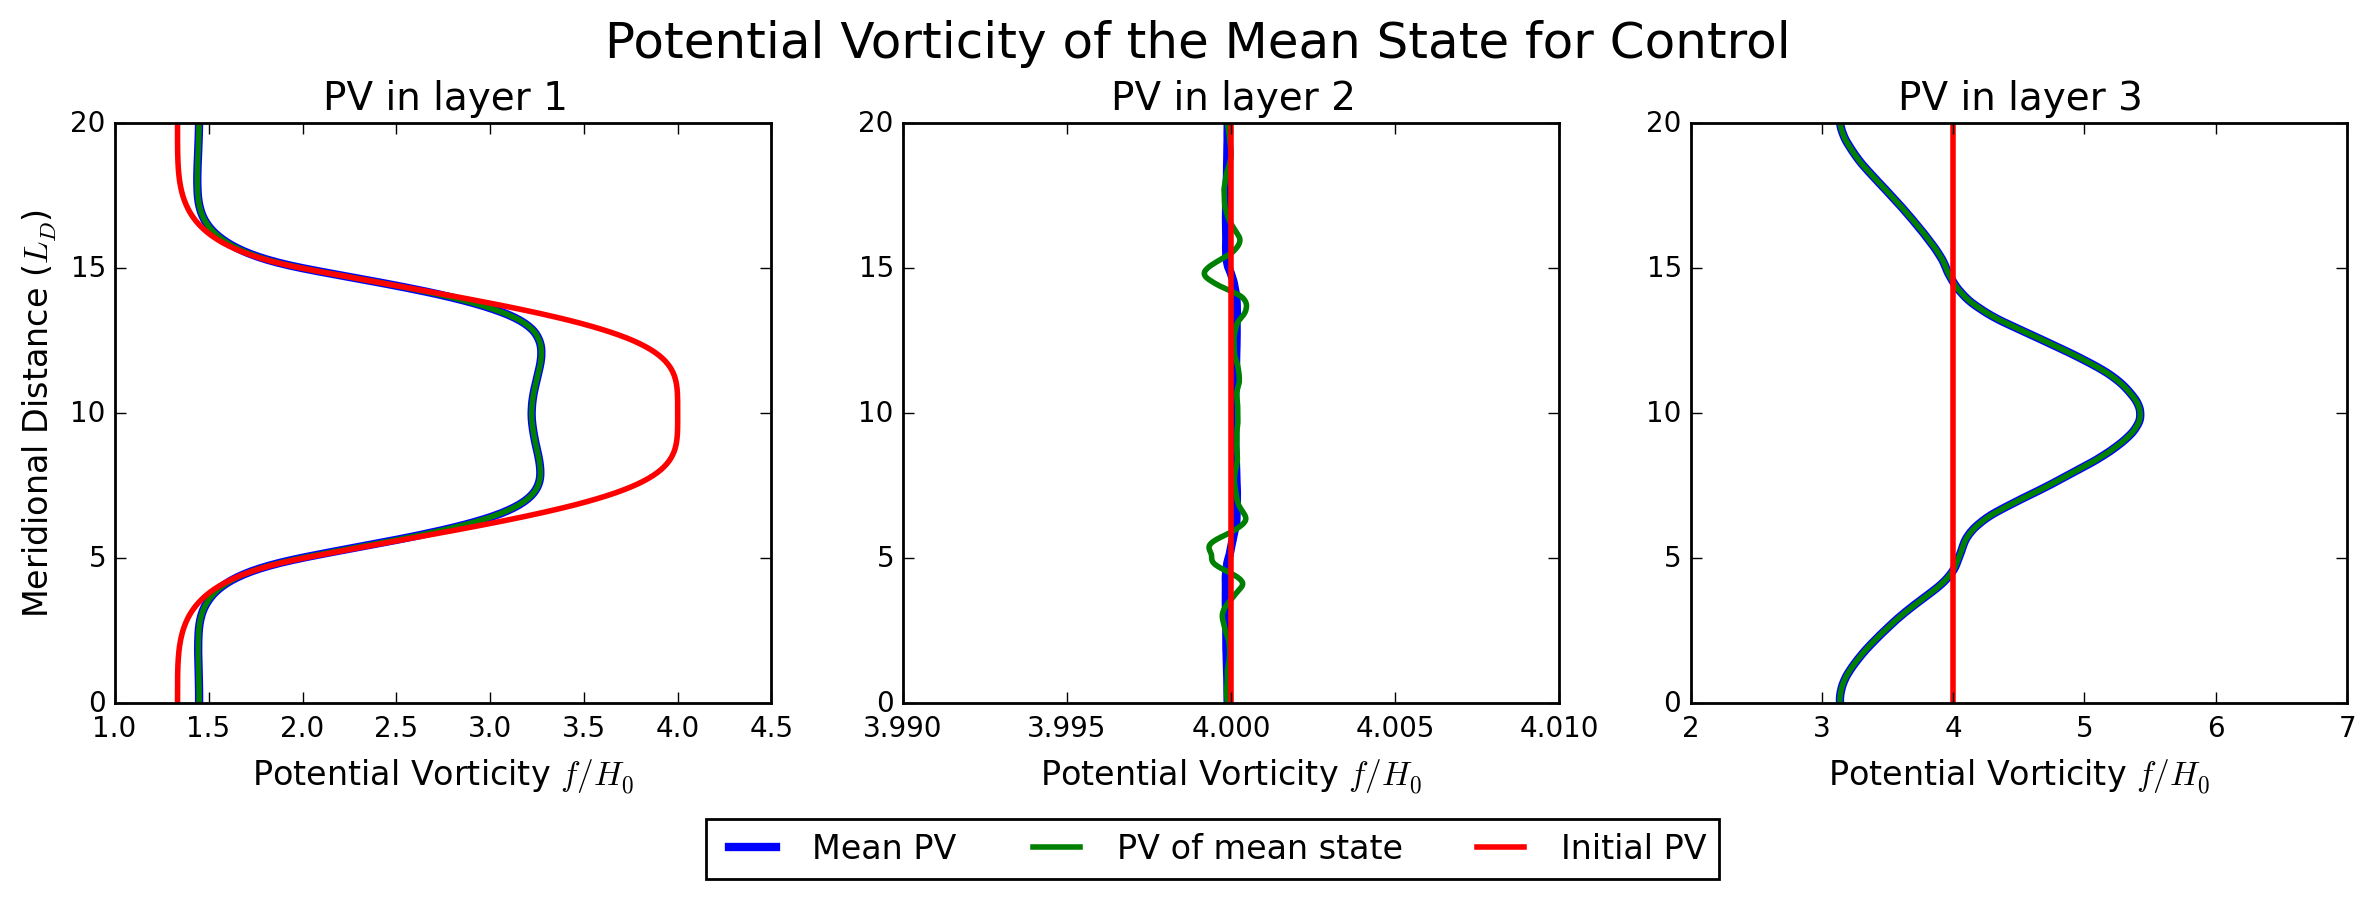 Potential Vorticity of the Mean State for Control
PV in layer 1
PV in layer 2
PV in layer 3
Meridional Distance (L_D)
20
15
10
5
0
1.0 1.5 2.0 2.5 3.0 3.5 4.0 4.5
Potential Vorticity f/H_0
20
15
10
5
0
3.990 3.995 4.000 4.005 4.010
Potential Vorticity f/H_0
20
15
10
5
0
2 3 4 5 6 7
Potential Vorticity f/H_0
Mean PV PV of mean state Initial PV